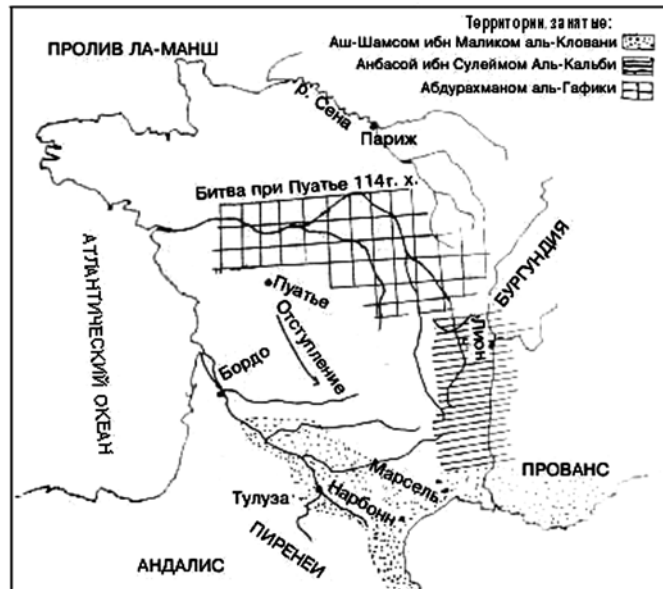 Территории, занятые:
Аш-Шамсом ибн Маликом аль-Кловани
Анбасой ибн Сулеймом Аль-Кальби
Абдурахманом аль-Гафики
ПРОЛИВ ЛА-МАНШ
р. Сена
Париж
Битва при Пуатье 114г. х.
АТЛАНТИЧЕСКИЙ ОКЕАН
БУРГУНДИЯ
Пуатье
Отступление
Лион
Бордо
ПРОВАНС
Марсель
Нарбонн
Тулуза
ПИРЕНЕИ
АНДАЛИС